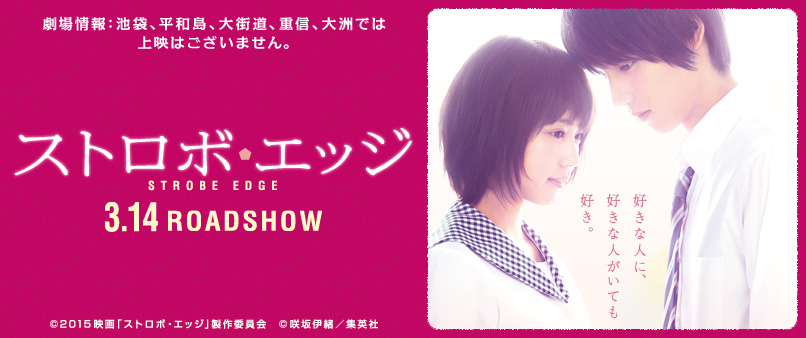 劇場情報：池袋、平和島、大街道、重信、大洲では
上映はございません。
ストロボ・エッジ
STROBE EDGE
3.14 ROADSHOW
©2015映画「ストロボ・エッジ」製作委員会 ©咲坂伊緒／集英社
好きな人に、
好きな人がいても
好き。